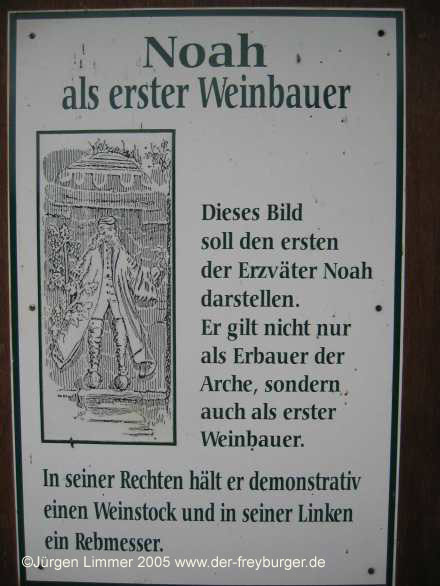 Noah
als erster Weinbauer
Dieses Bild
soll den ersten
der Erzväter Noah
darstellen.
Er gilt nicht nur
als Erbauer der
Arche, sondern
auch als erster
Weinbauer.
In seiner Rechten hält er demonstrativ
einen Weinstock und in seiner Linken
ein Rebmesser.
©Jürgen Limmer 2005 www.der-freyburger.de